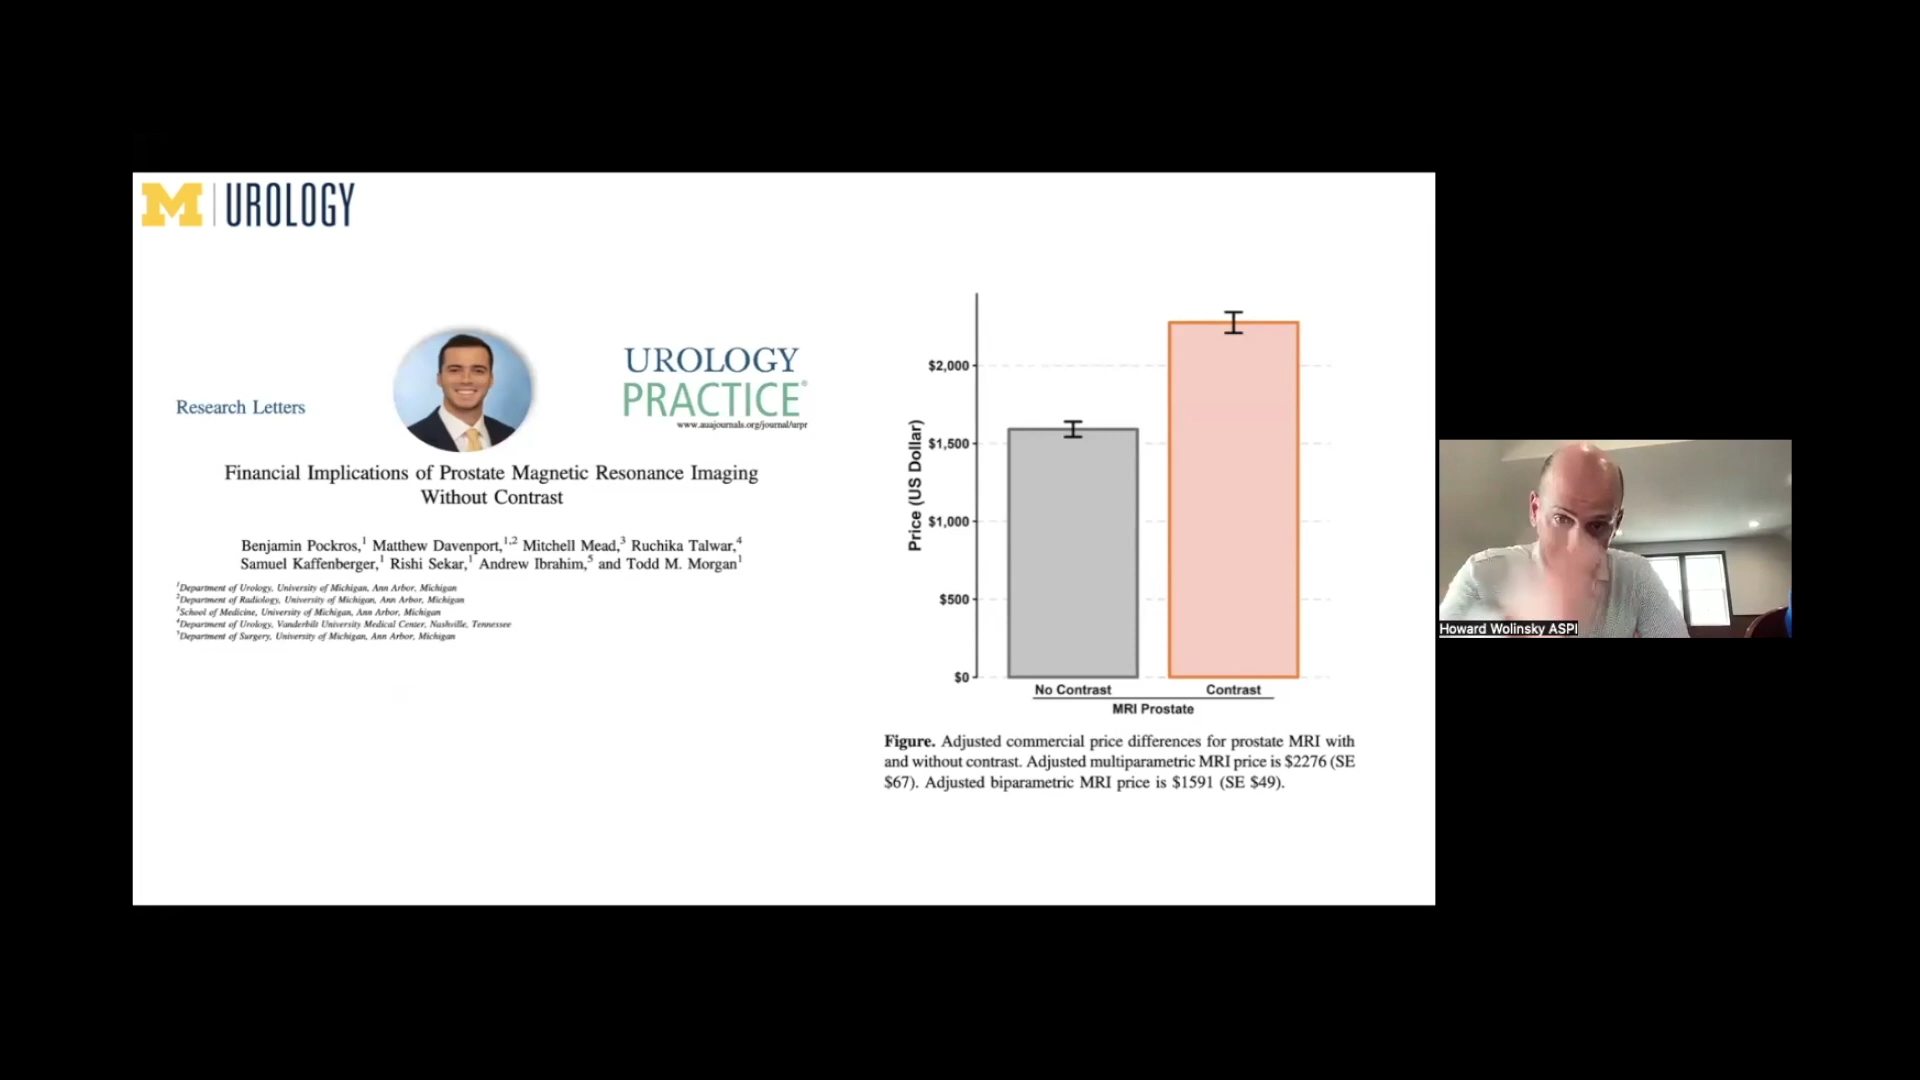 M | UROLOGY
Research Letters
UROLOGY
PRACTICE®
www.auajournals.org/journal/urpr
Financial Implications of Prostate Magnetic Resonance Imaging
Without Contrast
Benjamin Pockros,1 Matthew Davenport,1,2 Mitchell Mead,3 Ruchika Talwar,4
Samuel Kaffenberger,1 Rishi Sekar,1 Andrew Ibrahim,5 and Todd M. Morgan1
1Department of Urology, University of Michigan, Ann Arbor, Michigan
2Department of Radiology, University of Michigan, Ann Arbor, Michigan
3School of Medicine, University of Michigan, Ann Arbor, Michigan
4Department of Urology, Vanderbilt University Medical Center, Nashville, Tennessee
5Department of Surgery, University of Michigan, Ann Arbor, Michigan
Price (US Dollar)
$2,000
$1,500
$1,000
$500
$0
No Contrast
Contrast
MRI Prostate
Figure. Adjusted commercial price differences for prostate MRI with
and without contrast. Adjusted multiparametric MRI price is $2276 (SE
$67). Adjusted biparametric MRI price is $1591 (SE $49).
Howard Wolinsky ASPI